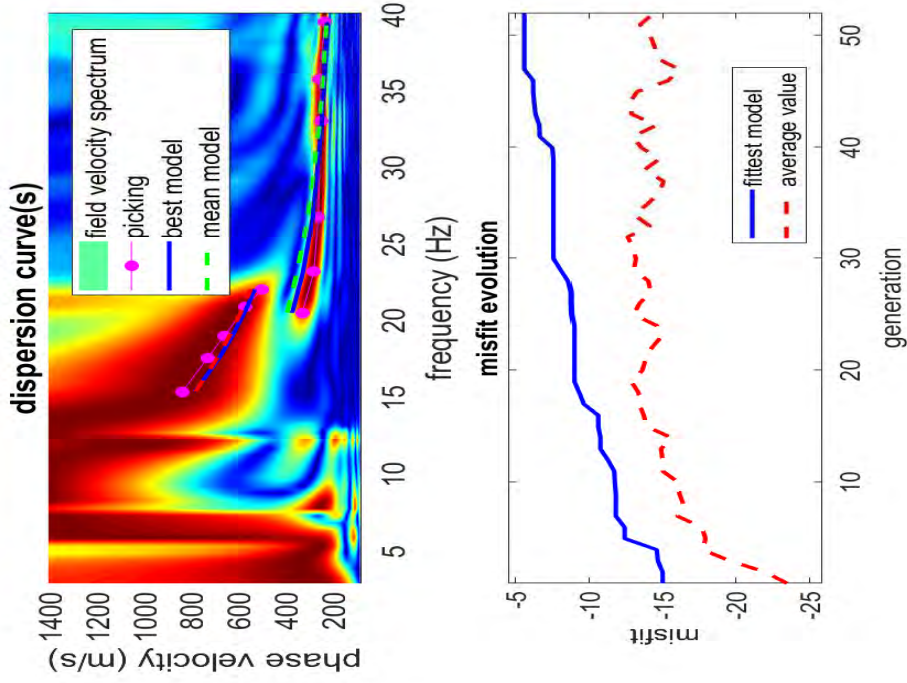 dispersion curve(s)
field velocity spectrum
picking
best model
mean model
1400
1200
1000
800
600
400
200
phase velocity (m/s)
5
10
15
20
25
30
35
40
frequency (Hz)
misfit evolution
fittest model
average value
-5
-10
-15
-20
-25
misfit
10
20
30
40
50
generation